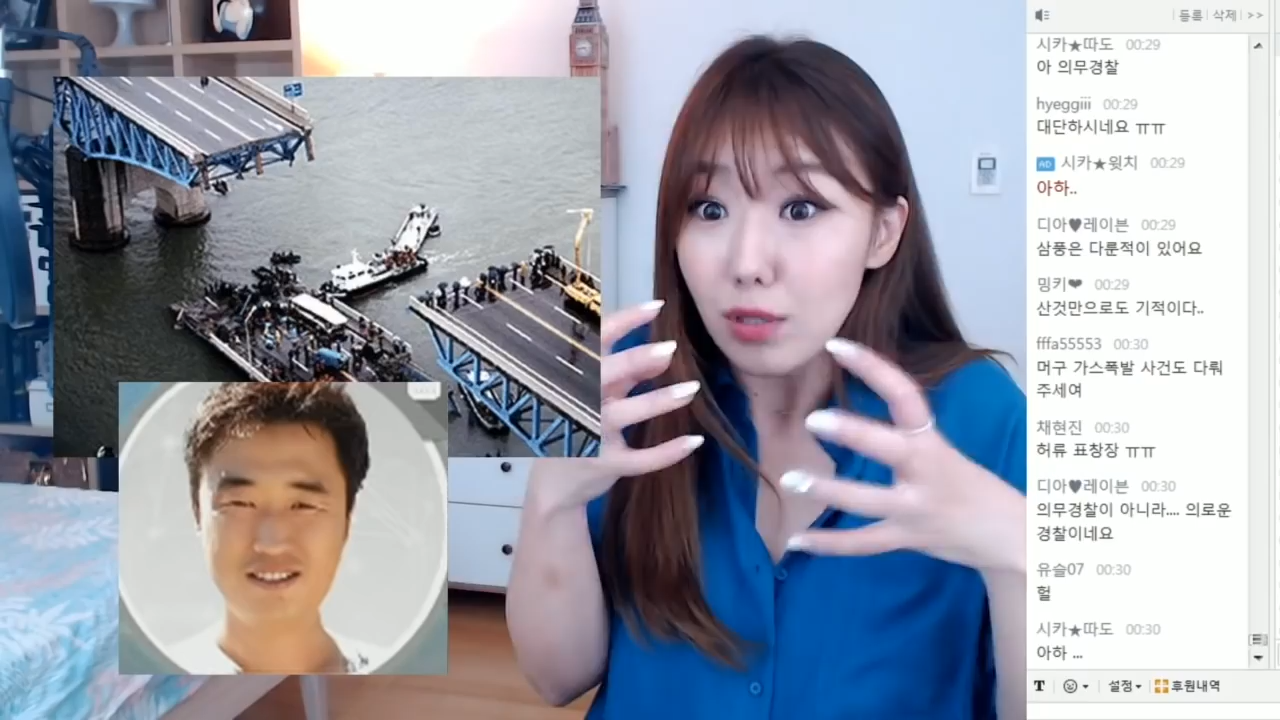 등록 삭제 >>
시카★따도 00:29
아 의무경찰
hyeggiii 00:29
대단하시네요 ㅠㅠ
AD 시카★윗치 00:29
아하..
디아♥레이븐 00:29
삼풍은 다룬적이 있어요
밍키❤ 00:29
산것만으로도 기적이다..
fffa55553 00:30
머구 가스폭발 사건도 다뤄
주세여
채현진 00:30
허류 표창장 ㅠㅠ
디아♥레이븐 00:30
의무경찰이 아니라.... 의로운
경찰이네요
유슬07 00:30
헐
시카★따도 00:30
아하 ...
T 설정 후원내역